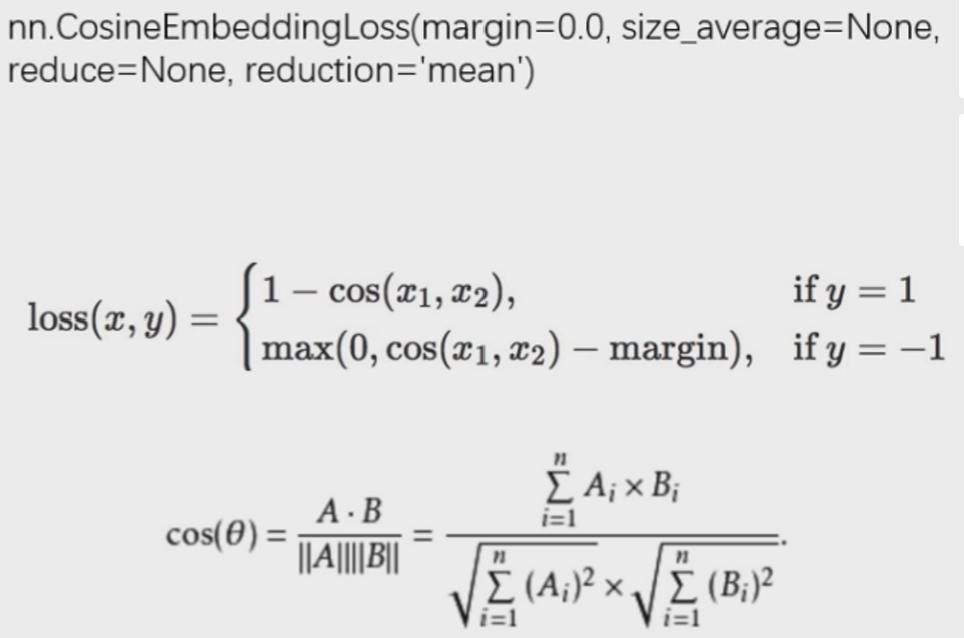 nn.CosineEmbeddingLoss(margin=0.0, size_average=None,
reduce=None, reduction='mean')
loss(x, y) = { 1 − cos(x₁, x₂), if y = 1
max(0, cos(x₁, x₂) − margin), if y = −1
cos(θ) = A · B / ||A||||B|| = n Σ i=1 Aᵢ × Bᵢ / √ n Σ i=1 (Aᵢ)² × √ n Σ i=1 (Bᵢ)² .